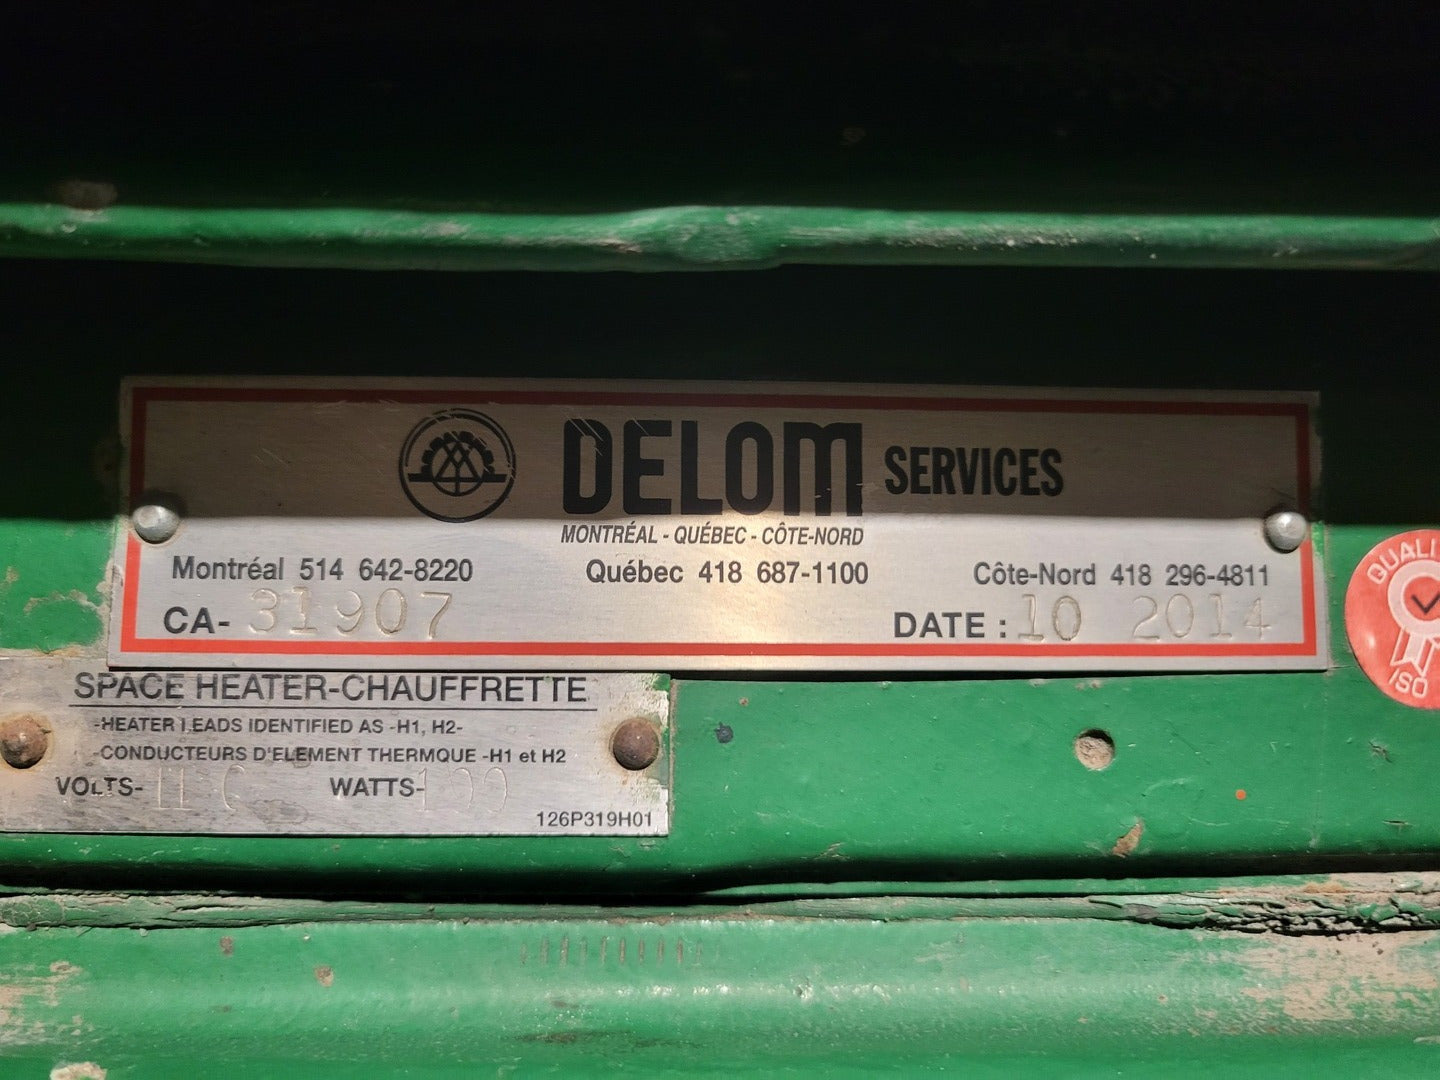 DELOM SERVICES
MONTRÉAL - QUÉBEC - CÔTE-NORD
Montréal 514 642-8220 Québec 418 687-1100 Côte-Nord 418 296-4811
CA- 31907 DATE : 10 2014
QUALI
ISO
SPACE HEATER-CHAUFFRETTE
-HEATER LEADS IDENTIFIED AS -H1, H2-
-CONDUCTEURS D'ELEMENT THERMQUE -H1 et H2
VOLTS- WATTS-
126P319H01